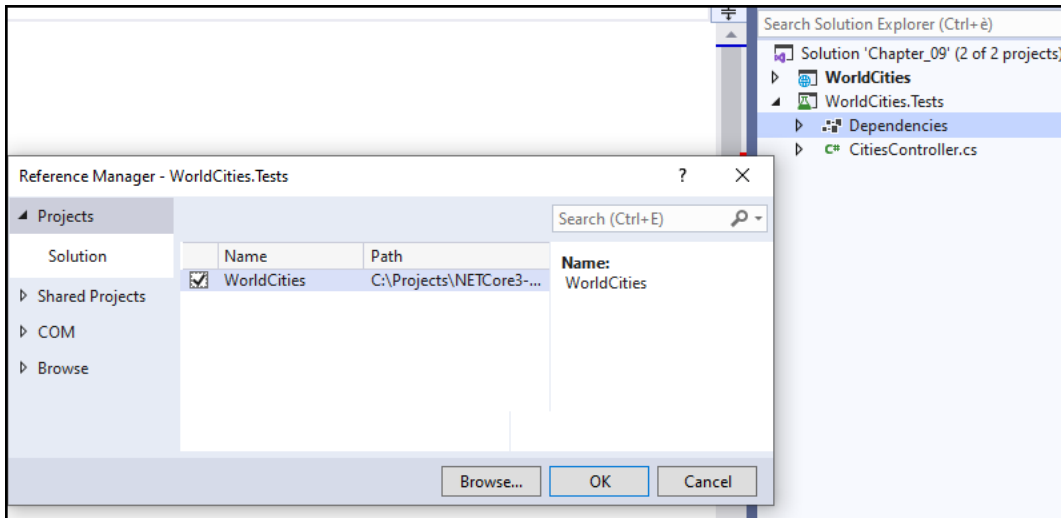 Search Solution Explorer (Ctrl+è)
Solution 'Chapter_09' (2 of 2 projects)
WorldCities
WorldCities.Tests
Dependencies
C# CitiesController.cs
Reference Manager - WorldCities.Tests ?
Projects
Search (Ctrl+E)
Solution
Name Path
Name:
WorldCities C:\Projects\NETCore3-...
WorldCities
Shared Projects
COM
Browse
Browse... OK Cancel